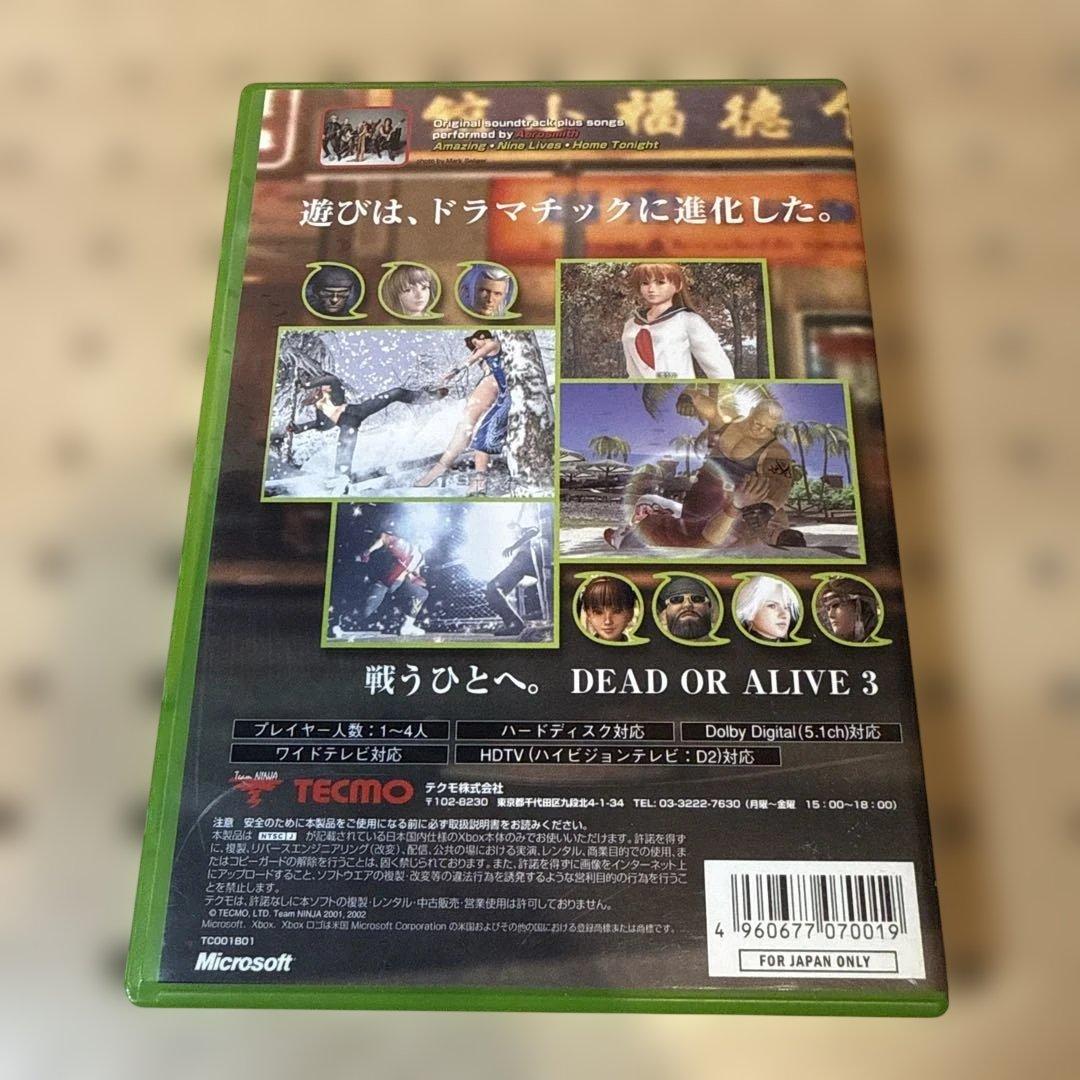 Original soundtrack plus songs
performed by Aerosmith
Amazing • Nine Lives • Home Tonight
遊びは、ドラマチックに進化した。
戦うひとへ。 DEAD OR ALIVE 3
プレイヤー人数：1〜4人 ハードディスク対応 Dolby Digital(5.1ch)対応
ワイドテレビ対応 HDTV(ハイビジョンテレビ：D2)対応
Team NINJA TECMO テクモ株式会社
〒102-8230 東京都千代田区九段北4-1-34 TEL: 03-3222-7630 (月曜〜金曜 15:00〜18:00)
注意 安全のために本製品をご使用になる前に必ず取扱説明書をお読みください。
本製品は NTSC J が記載されている日本国内仕様のXbox本体のみでお使いいただけます。許諾を得ず
に、複製、リバースエンジニアリング(改変)、配信、公共の場における実演、レンタル、商業目的での使用、ま
たはコピーガードの解除を行うことは、固く禁じられております。また、許諾を得ずに画像をインターネット上
にアップロードすること、ソフトウエアの複製・改変等の違法行為を誘発するような営利目的の行為を行うこ
とを禁止します。
テクモは、許諾なしに本ソフトの複製・レンタル・中古販売・営業使用は許可しておりません。
© TECMO, LTD. Team NINJA 2001, 2002
Microsoft、Xbox、Xbox ロゴは米国 Microsoft Corporation の米国およびその他の国における登録商標または商標です。
TC001B01
Microsoft
4 960677 070019
FOR JAPAN ONLY